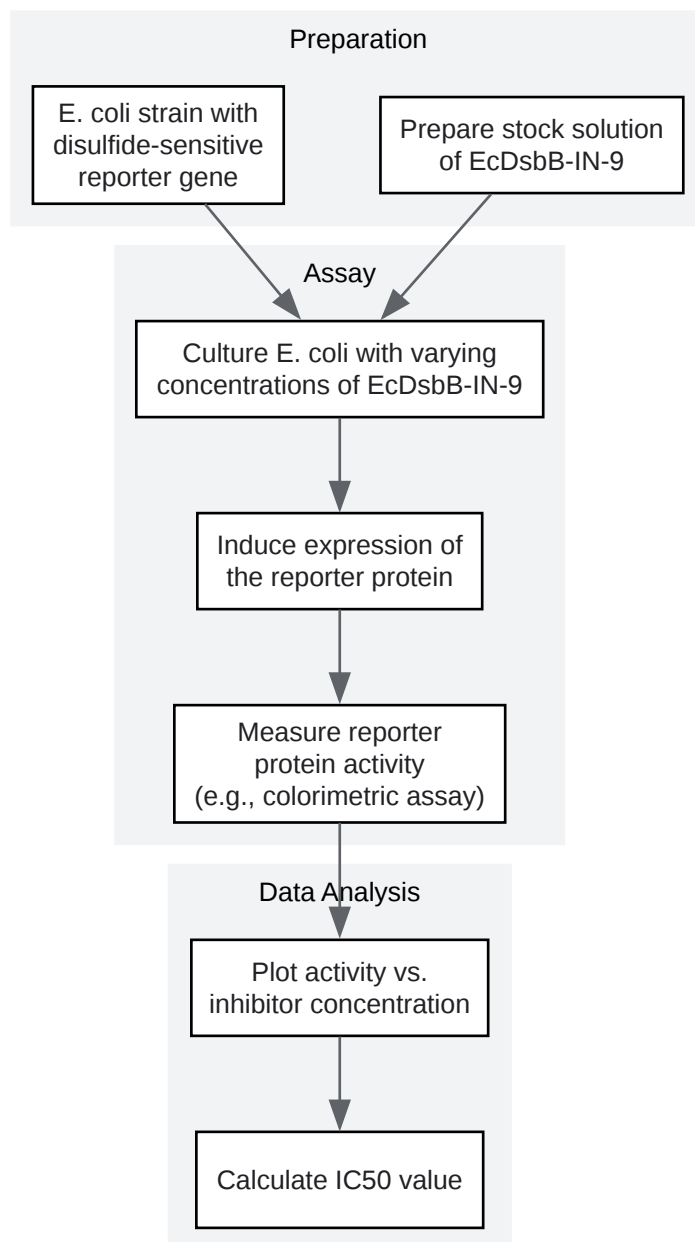 Preparation
E. coli strain with
disulfide-sensitive
reporter gene
Prepare stock solution
of EcDsbB-IN-9
Assay
Culture E. coli with varying
concentrations of EcDsbB-IN-9
Induce expression of
the reporter protein
Measure reporter
protein activity
(e.g., colorimetric assay)
Data Analysis
Plot activity vs.
inhibitor concentration
Calculate IC50 value